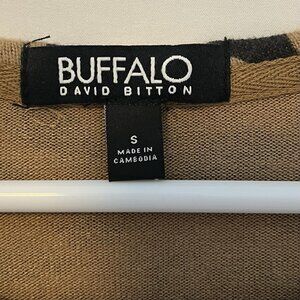 BUFFALO
DAVID BITTON
S
MADE IN
CAMBODIA